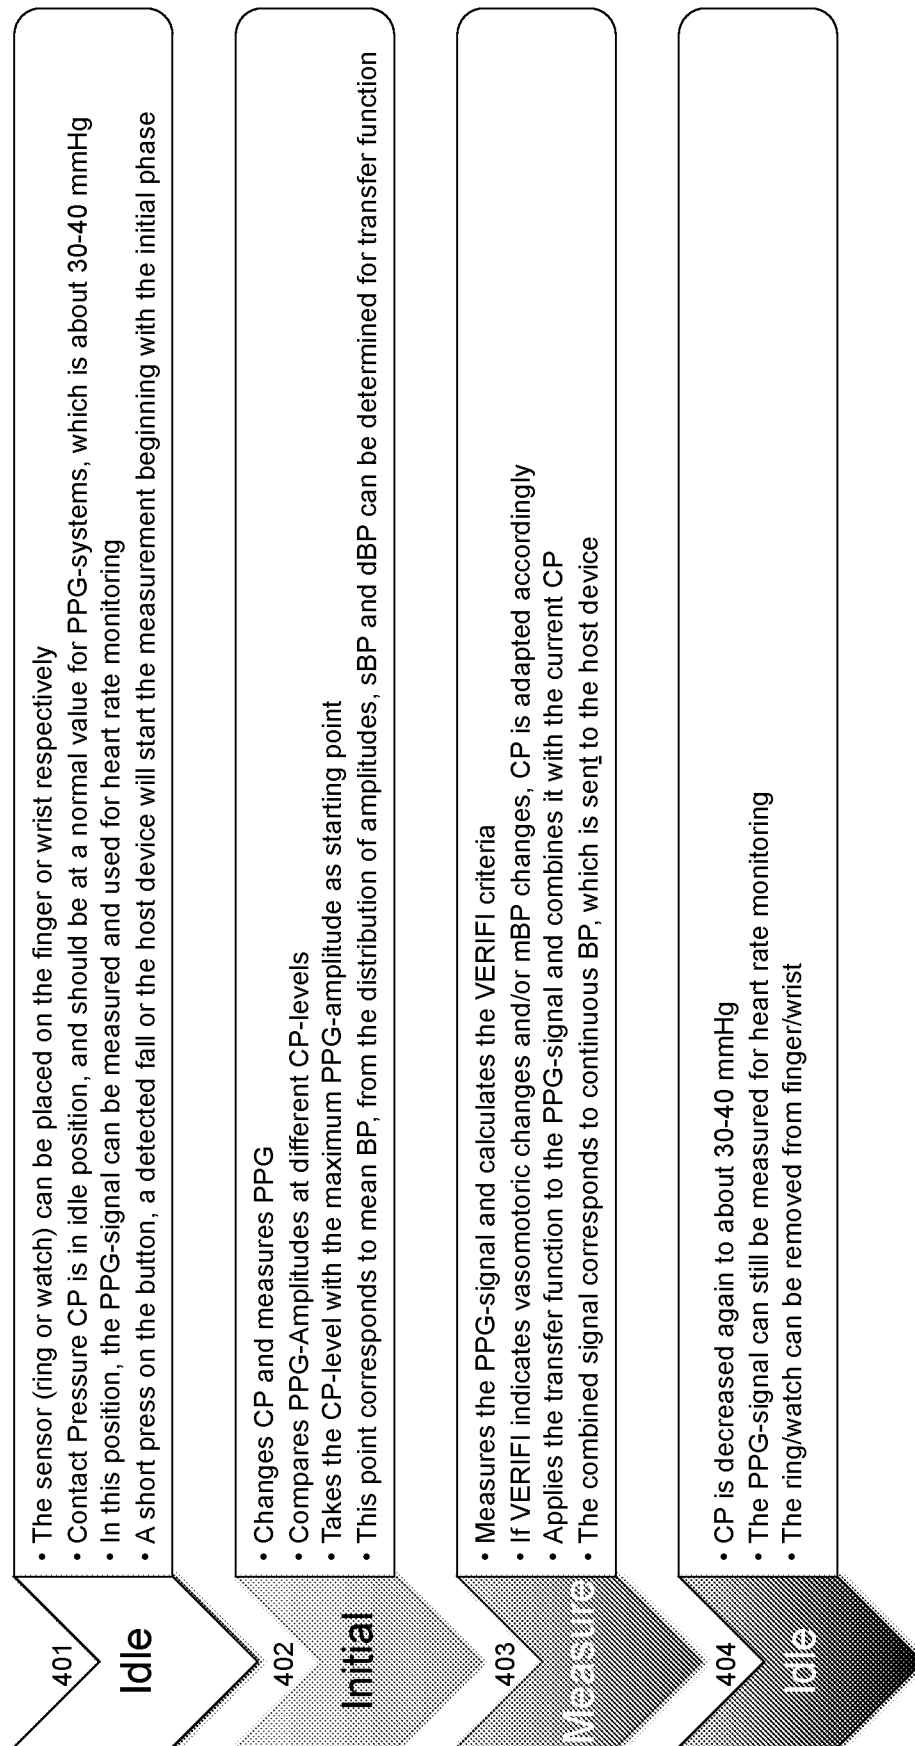 401
Idle
• The sensor (ring or watch) can be placed on the finger or wrist respectively
• Contact Pressure CP is in idle position, and should be at a normal value for PPG-systems, which is about 30-40 mmHg
• In this position, the PPG-signal can be measured and used for heart rate monitoring
• A short press on the button, a detected fall or the host device will start the measurement beginning with the initial phase
402
Initial
• Changes CP and measures PPG
• Compares PPG-Amplitudes at different CP-levels
• Takes the CP-level with the maximum PPG-amplitude as starting point
• This point corresponds to mean BP, from the distribution of amplitudes, sBP and dBP can be determined for transfer function
403
Measure
• Measures the PPG-signal and calculates the VERIFI criteria
• If VERIFI indicates vasomotoric changes and/or mBP changes, CP is adapted accordingly
• Applies the transfer function to the PPG-signal and combines it with the current CP
• The combined signal corresponds to continuous BP, which is sent to the host device
404
Idle
• CP is decreased again to about 30-40 mmHg
• The PPG-signal can still be measured for heart rate monitoring
• The ring/watch can be removed from finger/wrist